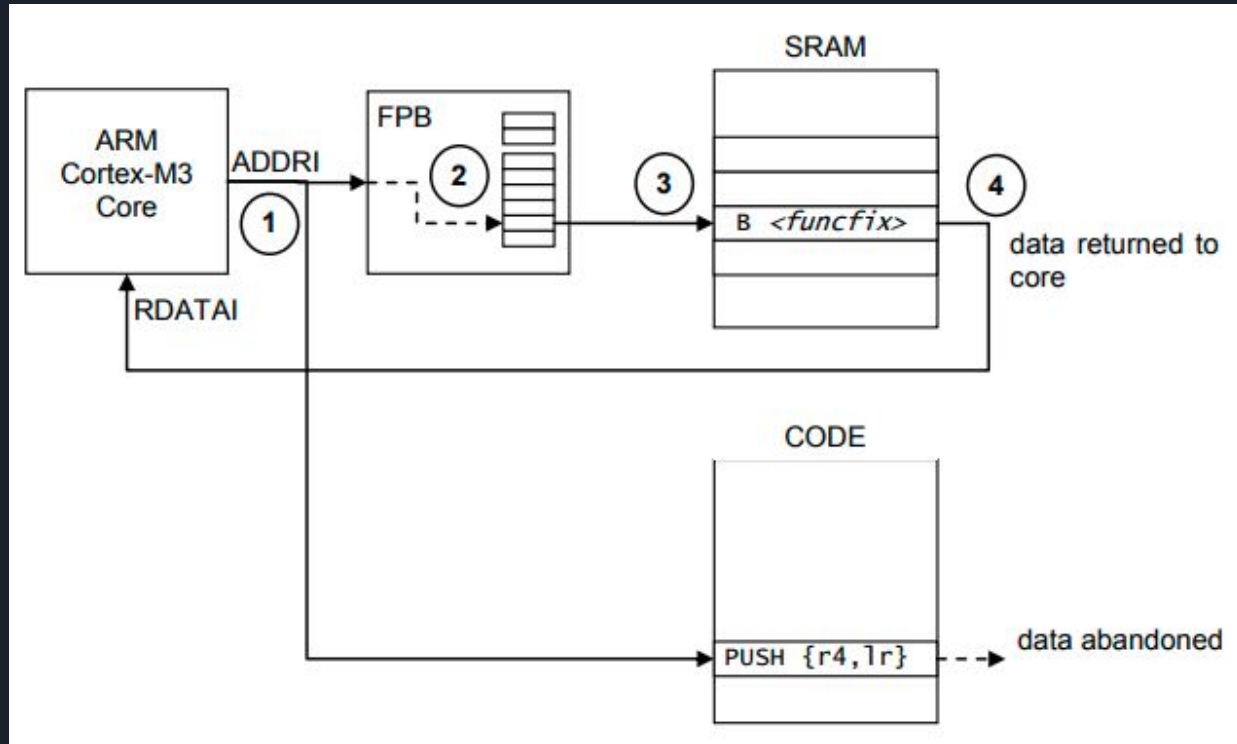 SRAM
FPB
ARM
Cortex-M3
Core
ADDRI
1
2
3
4
B <funcfix>
data returned to
core
RDATAI
CODE
PUSH {r4,lr}
data abandoned